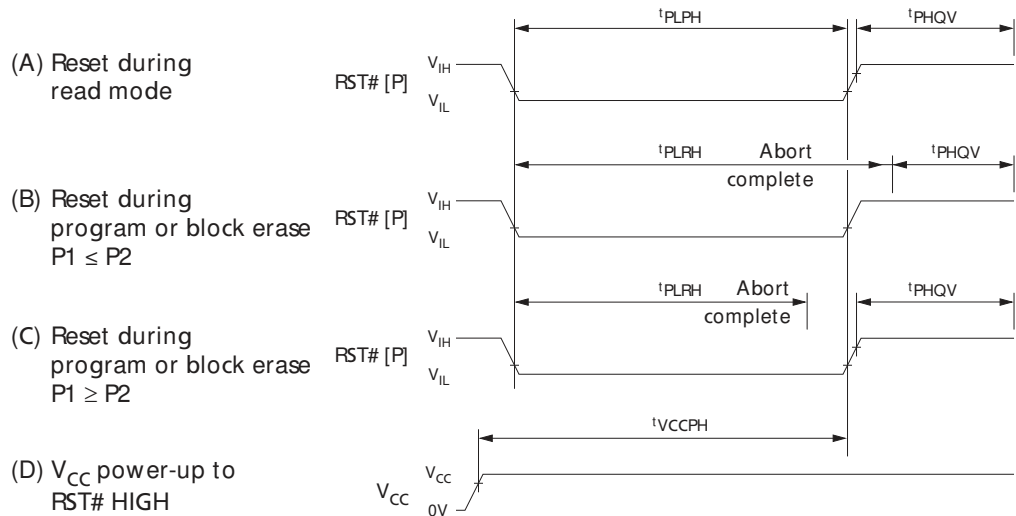 tPLPH
tPHQV
(A) Reset during
read mode
RST# [P]
VIH
VIL
tPLRH
Abort
complete
tPHQV
(B) Reset during
program or block erase
P1 ≤ P2
RST# [P]
VIH
VIL
tPLRH
Abort
complete
tPHQV
(C) Reset during
program or block erase
P1 ≥ P2
RST# [P]
VIH
VIL
tVCCPH
(D) VCC power-up to
RST# HIGH
VCC
VCC
0V